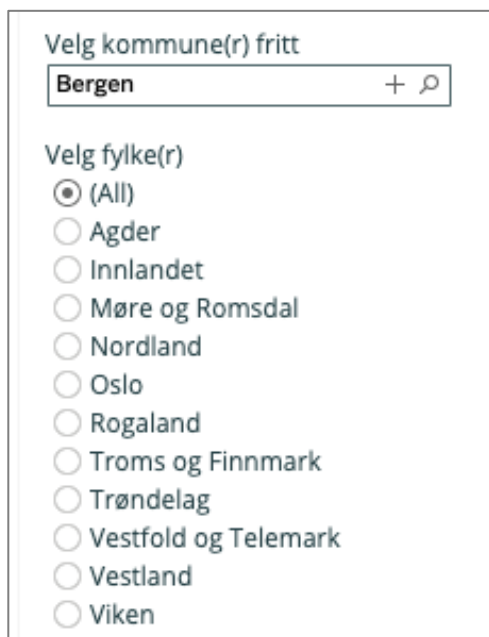 Velg kommune(r) fritt
Bergen
Velg fylke(r)
(All)
Agder
Innlandet
Møre og Romsdal
Nordland
Oslo
Rogaland
Troms og Finnmark
Trøndelag
Vestfold og Telemark
Vestland
Viken